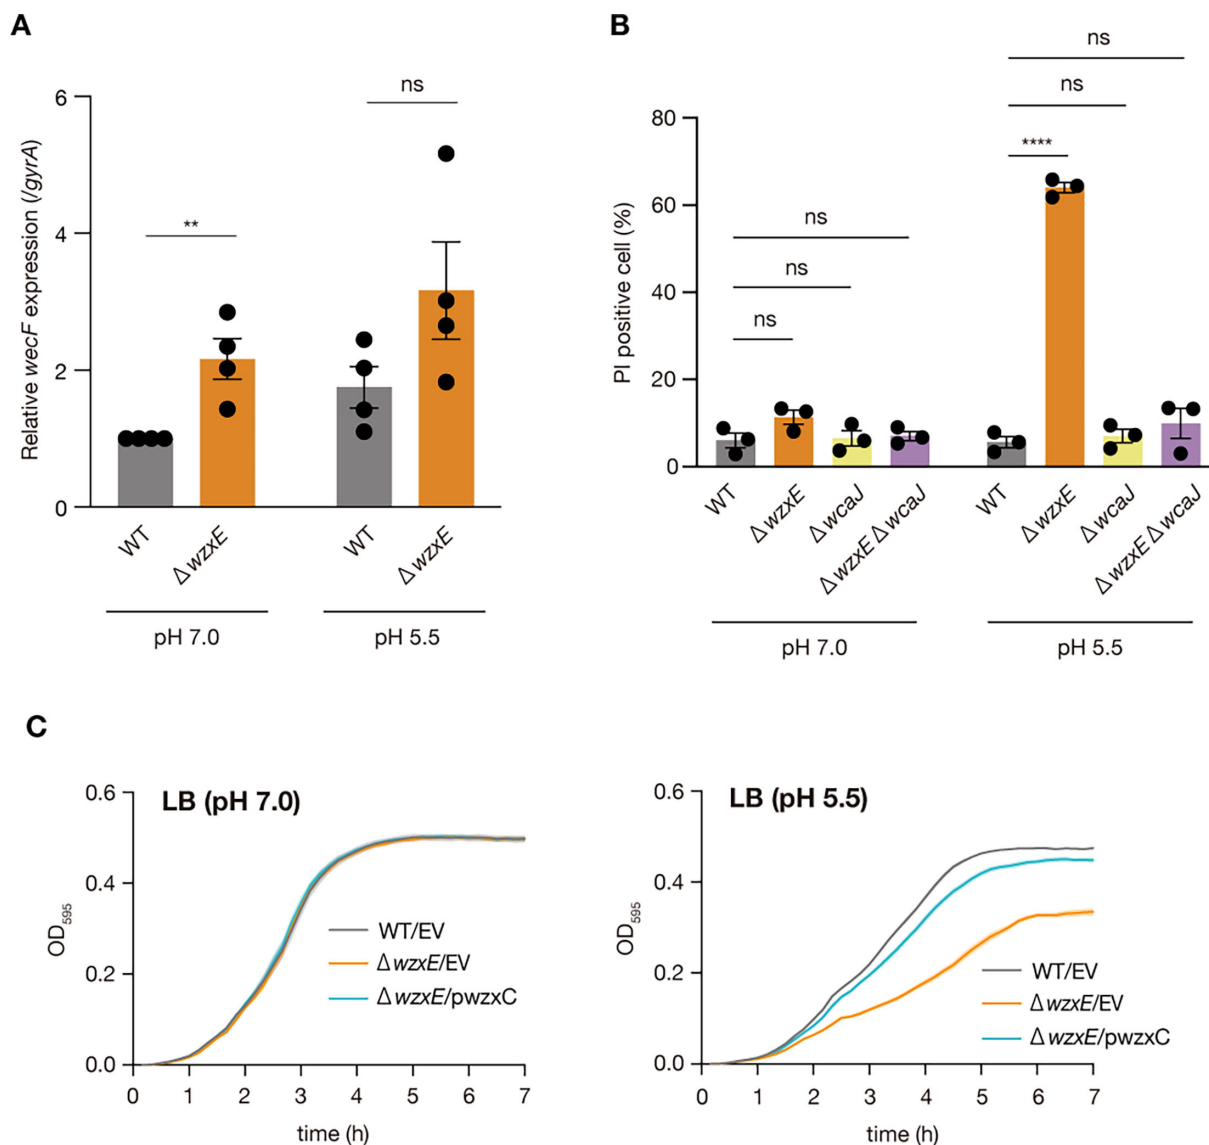 A
Relative wecF expression (/gyrA)
6
4
2
0
**
ns
WT
ΔwzxE
WT
ΔwzxE
pH 7.0
pH 5.5
B
PI positive cell (%)
80
60
40
20
0
ns
ns
ns
ns
ns
****
WT
ΔwzxE
ΔwcaJ
ΔwzxE ΔwcaJ
WT
ΔwzxE
ΔwcaJ
ΔwzxE ΔwcaJ
pH 7.0
pH 5.5
C
LB (pH 7.0)
OD595
0.6
0.4
0.2
0.0
WT/EV
ΔwzxE/EV
ΔwzxE/pwzxC
0 1 2 3 4 5 6 7
time (h)
LB (pH 5.5)
OD595
0.6
0.4
0.2
0.0
WT/EV
ΔwzxE/EV
ΔwzxE/pwzxC
0 1 2 3 4 5 6 7
time (h)